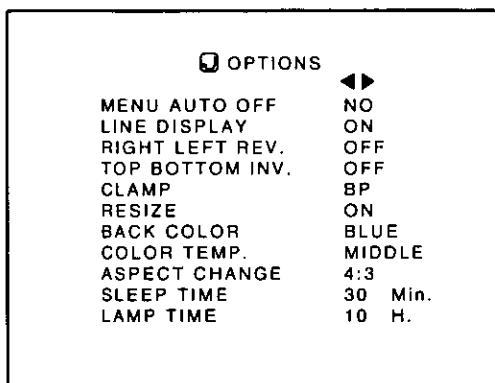 OPTIONS
MENU AUTO OFF NO
LINE DISPLAY ON
RIGHT LEFT REV. OFF
TOP BOTTOM INV. OFF
CLAMP BP
RESIZE ON
BACK COLOR BLUE
COLOR TEMP. MIDDLE
ASPECT CHANGE 4:3
SLEEP TIME 30 Min.
LAMP TIME 10 H.